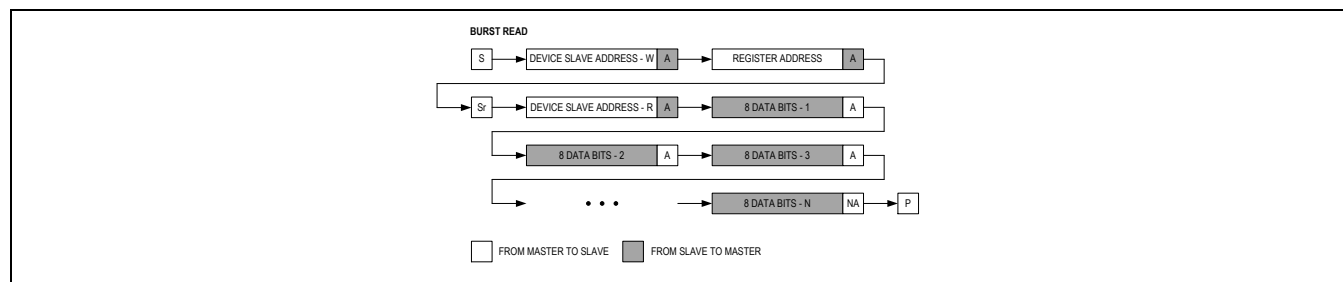 BURST READ
S DEVICE SLAVE ADDRESS - W A REGISTER ADDRESS A
Sr DEVICE SLAVE ADDRESS - R A 8 DATA BITS - 1 A
8 DATA BITS - 2 A 8 DATA BITS - 3 A
• • • 8 DATA BITS - N NA P
FROM MASTER TO SLAVE FROM SLAVE TO MASTER